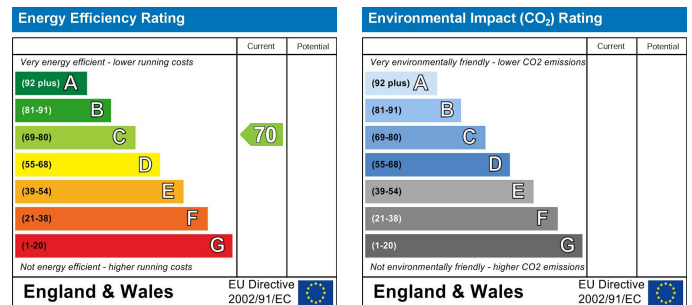 Energy Efficiency Rating
Current Potential
Very energy efficient - lower running costs
(92 plus) A
(81-91) B
(69-80) C 70
(55-68) D
(39-54) E
(21-38) F
(1-20) G
Not energy efficient - higher running costs
England & Wales
EU Directive
2002/91/EC
Environmental Impact (CO2) Rating
Current Potential
Very environmentally friendly - lower CO2 emissions
(92 plus) A
(81-91) B
(69-80) C
(55-68) D
(39-54) E
(21-38) F
(1-20) G
Not environmentally friendly - higher CO2 emissions
England & Wales
EU Directive
2002/91/EC